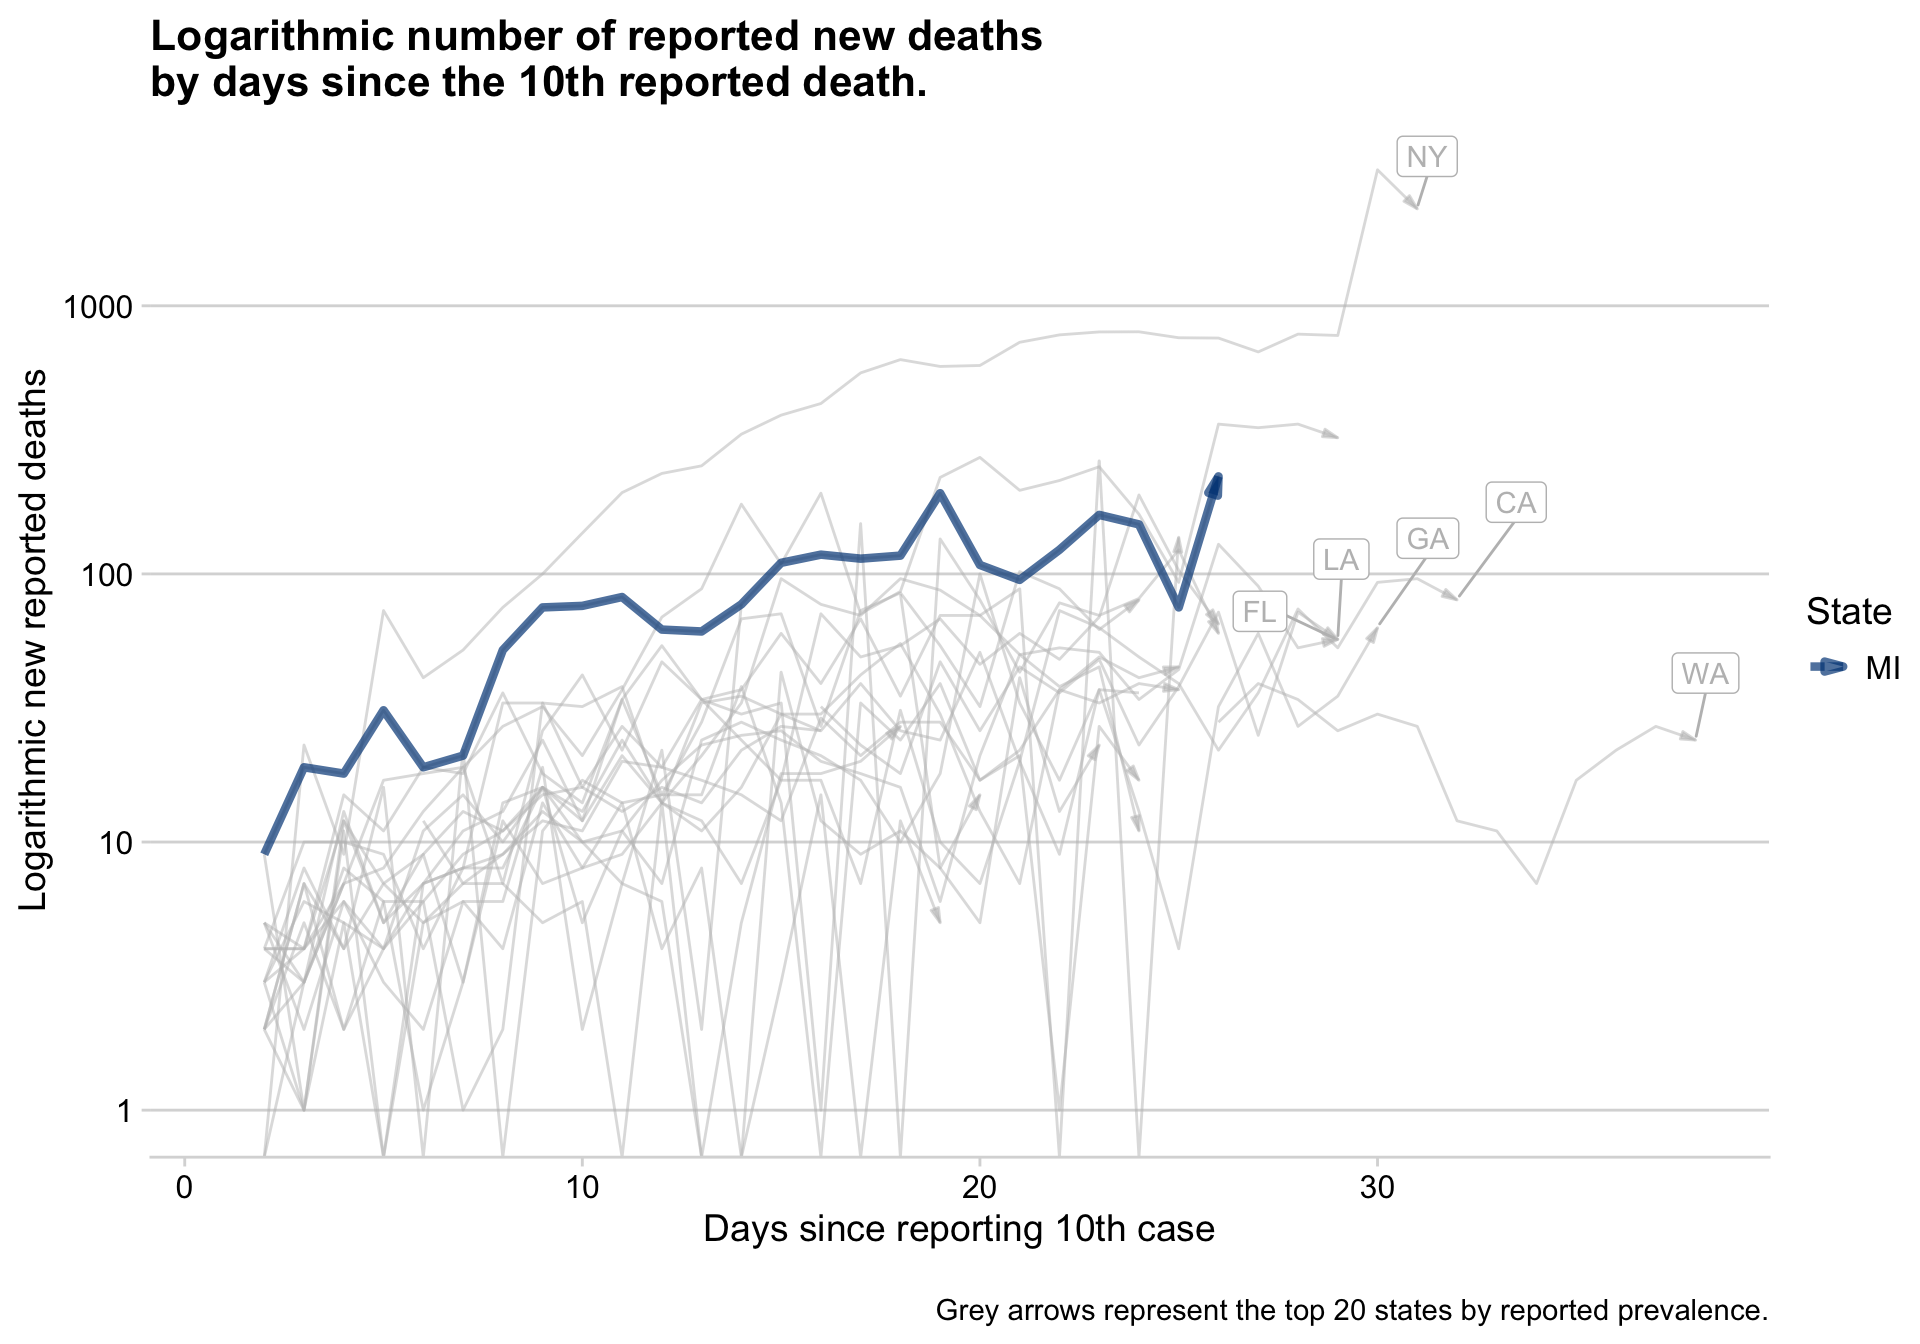 Logarithmic number of reported new deaths
by days since the 10th reported death.
NY
1000
CA
GA
LA
100
FL
State
MI
WA
Logarithmic new reported deaths
10
1
0
10
20
30
Days since reporting 10th case
Grey arrows represent the top 20 states by reported prevalence.